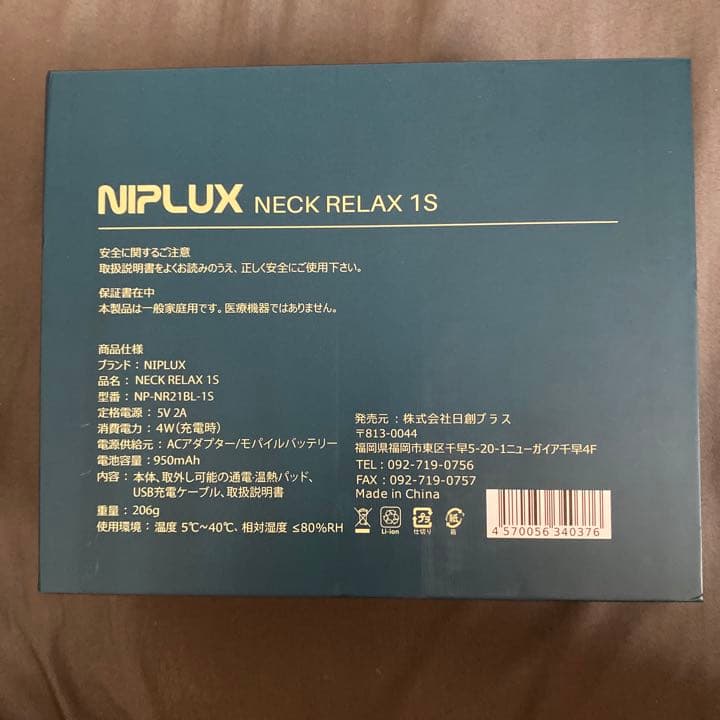 NIPLUX NECK RELAX 1S
安全に関するご注意
取扱説明書をよくお読みのうえ、正しく安全にご使用下さい。
保証書在中
本製品は一般家庭用です。医療機器ではありません。
商品仕様
ブランド：NIPLUX
品名：NECK RELAX 1S
型番：NP-NR21BL-1S
定格電源：5V 2A
消費電力：4W(充電時)
電源供給元：ACアダプター/モバイルバッテリー
電池容量：950mAh
内容：本体、取外し可能の通電·温熱パッド、
USB充電ケーブル、取扱説明書
重量：206g
使用環境：温度 5℃~40℃、相対湿度 ≦80%RH
発売元：株式会社日創プラス
〒813-0044
福岡県福岡市東区千早5-20-1ニューガイア千早4F
TEL：092-719-0756
FAX：092-719-0757
Made in China
Li-ion
プラ
仕切り
紙
箱
4 570056 340376